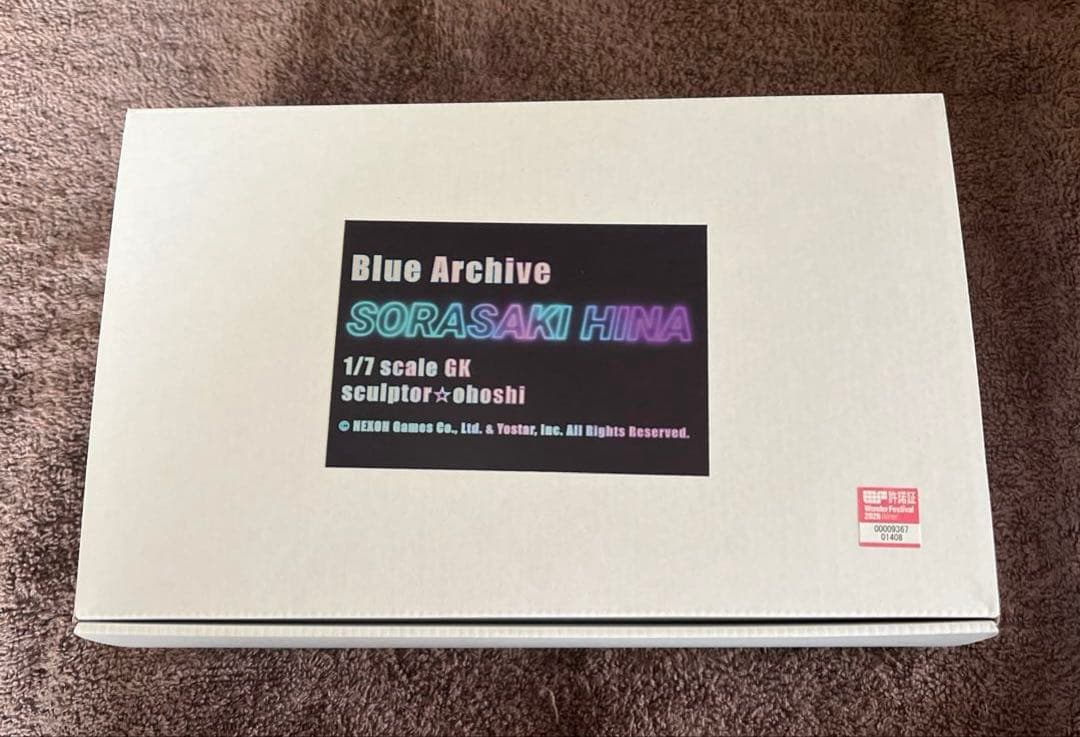 Blue Archive
SORASAKI HINA
1/7 scale GK
sculptor☆ohoshi
© NEXON Games Co., Ltd. & Yostar, Inc. All Rights Reserved.
WF 許諾証
Wonder Festival
00009367
01408